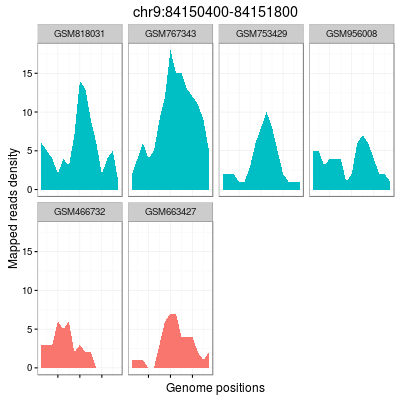 chr9:84150400-84151800
GSM818031 GSM767343 GSM753429 GSM956008
15
10
5
0
GSM466732 GSM663427
15
10
5
0
Mapped reads density
Genome positions